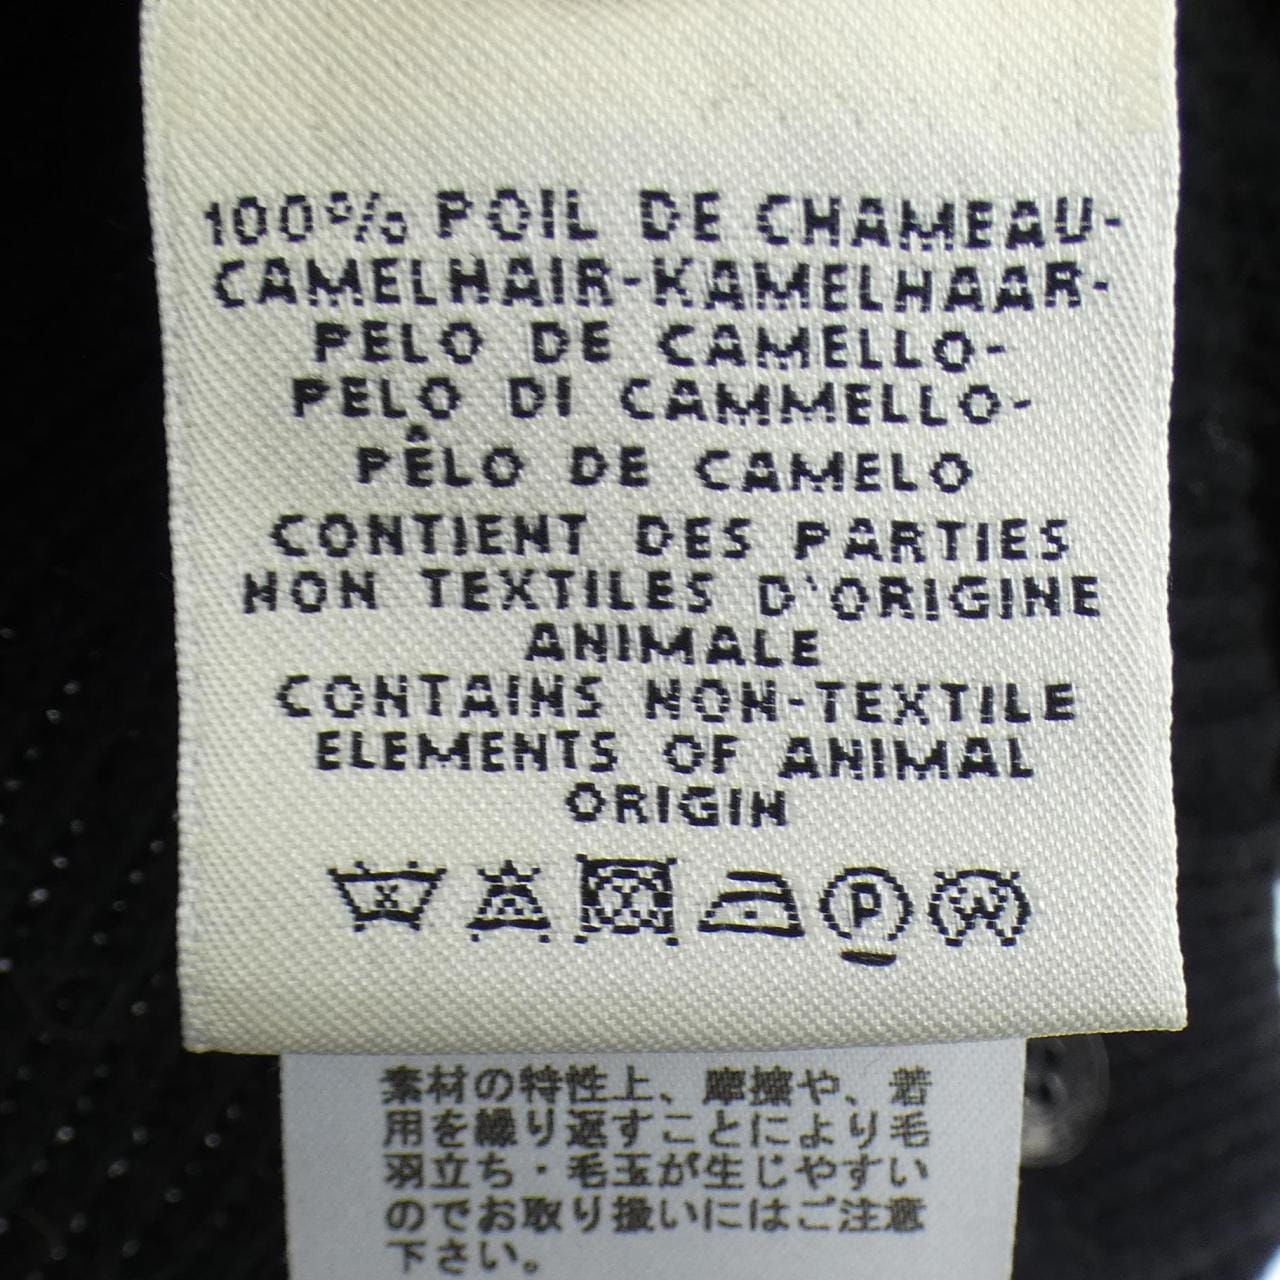 100% POIL DE CHAMEAU-
CAMELHAIR-KAMELHAAR-
PELO DE CAMELLO-
PELO DI CAMMELLO-
PÊLO DE CAMELO
CONTIENT DES PARTIES
NON TEXTILES D'ORIGINE
ANIMALE
CONTAINS NON-TEXTILE
ELEMENTS OF ANIMAL
ORIGIN
P W
素材の特性上、摩擦や、着
用を繰り返すことにより毛
羽立ち・毛玉が生じやすい
のでお取り扱いにはご注意
下さい。